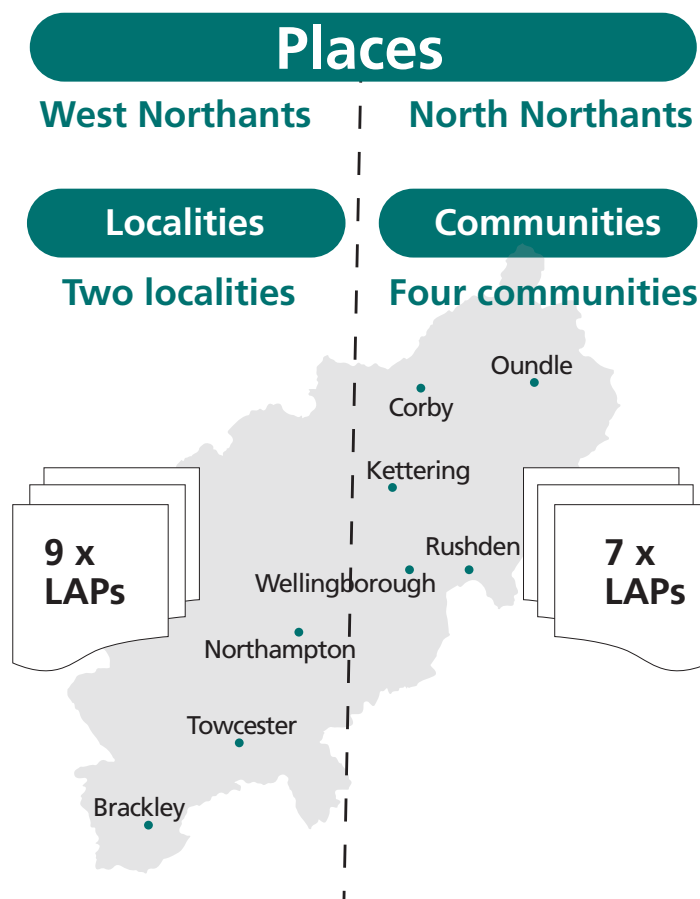 Places
West Northants
North Northants
Localities
Communities
Two localities
Four communities
Oundle
Corby
Kettering
9 x
LAPs
Rushden
7 x
LAPs
Wellingborough
Northampton
Towcester
Brackley